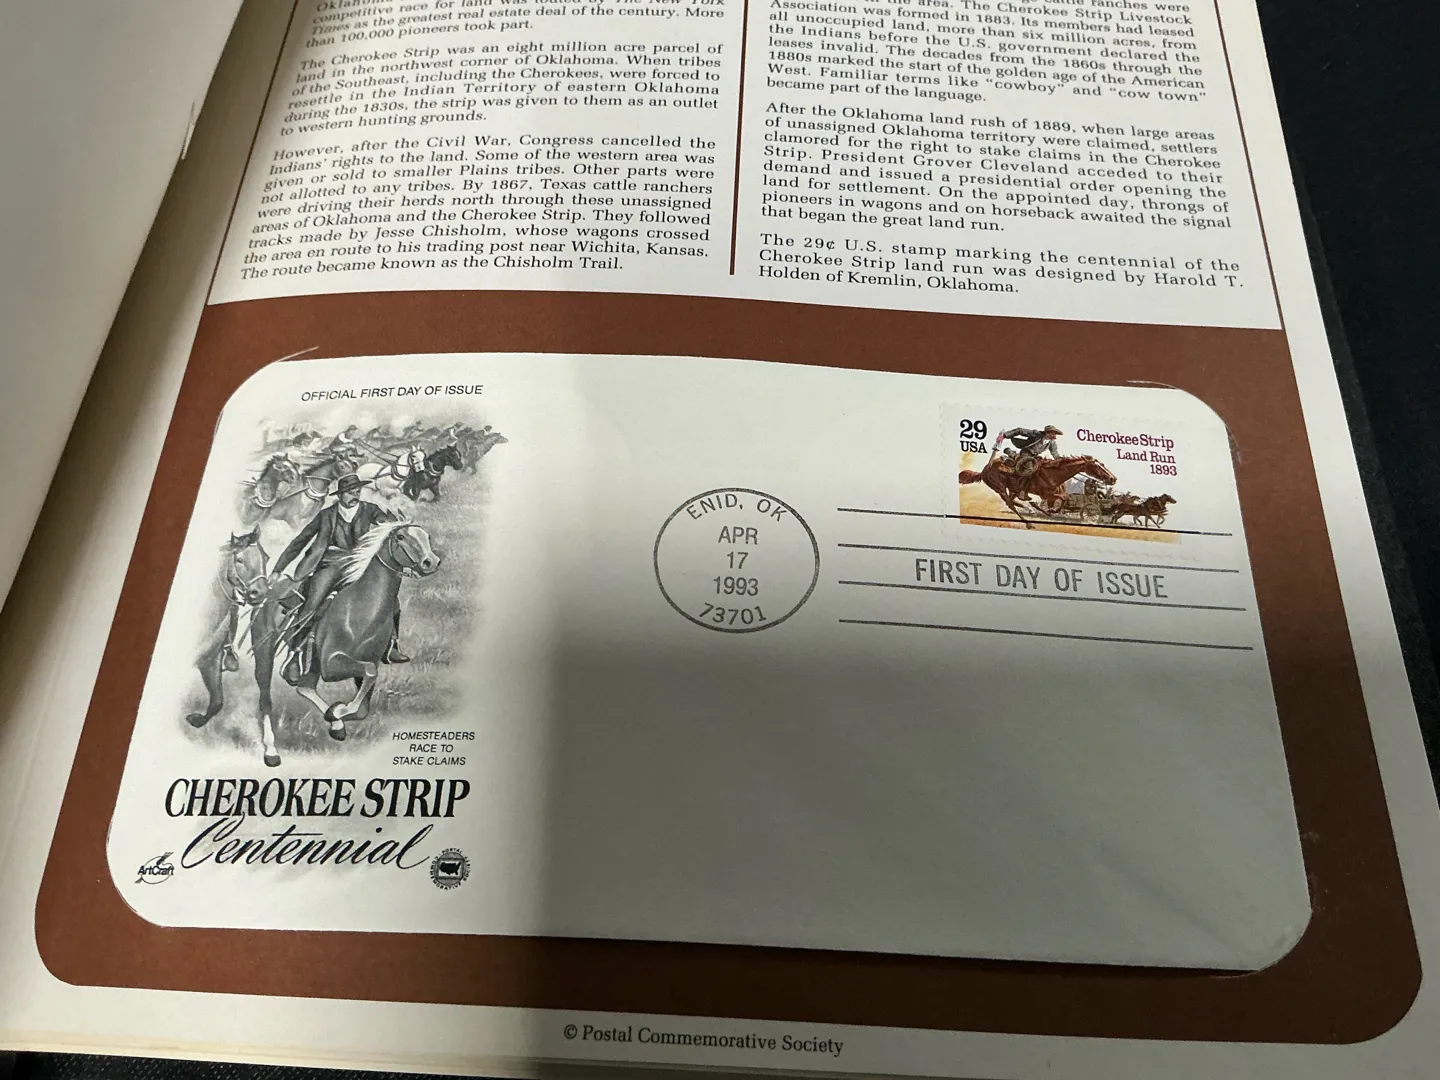 Oklahoma
competitive race for land was touted by The New York
Times as the greatest real estate deal of the century. More
than 100,000 pioneers took part.
The Cherokee Strip was an eight million acre parcel of
land in the northwest corner of Oklahoma. When tribes
of the Southeast, including the Cherokees, were forced to
resettle in the Indian Territory of eastern Oklahoma
during the 1830s, the strip was given to them as an outlet
to western hunting grounds.
However, after the Civil War, Congress cancelled the
Indians' rights to the land. Some of the western area was
given or sold to smaller Plains tribes. Other parts were
not allotted to any tribes. By 1867, Texas cattle ranchers
were driving their herds north through these unassigned
areas of Oklahoma and the Cherokee Strip. They followed
tracks made by Jesse Chisholm, whose wagons crossed
the area en route to his trading post near Wichita, Kansas.
The route became known as the Chisholm Trail.
the area. The Cherokee Strip Livestock
Association was formed in 1883. Its members had leased
all unoccupied land, more than six million acres, from
the Indians before the U.S. government declared the
leases invalid. The decades from the 1860s through the
1880s marked the start of the golden age of the American
West. Familiar terms like "cowboy" and "cow town"
became part of the language.
After the Oklahoma land rush of 1889, when large areas
of unassigned Oklahoma territory were claimed, settlers
clamored for the right to stake claims in the Cherokee
Strip. President Grover Cleveland acceded to their
demand and issued a presidential order opening the
land for settlement. On the appointed day, throngs of
pioneers in wagons and on horseback awaited the signal
that began the great land run.
The 29¢ U.S. stamp marking the centennial of the
Cherokee Strip land run was designed by Harold T.
Holden of Kremlin, Oklahoma.
OFFICIAL FIRST DAY OF ISSUE
29
USA
Cherokee Strip
Land Run
1893
ENID, OK
APR
17
1993
73701
FIRST DAY OF ISSUE
HOMESTEADERS
RACE TO
STAKE CLAIMS
CHEROKEE STRIP
Centennial
ArtCraft
© Postal Commemorative Society